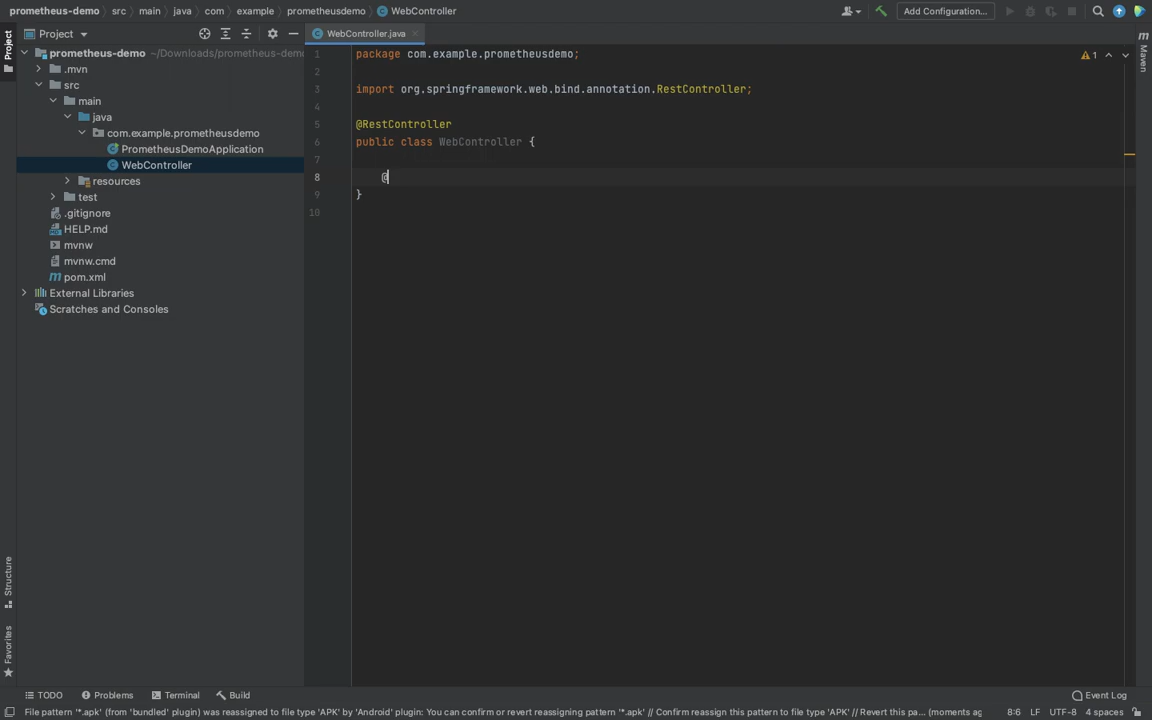 prometheus-demo
src
main
java
com
example
prometheusdemo
WebController
Add Configuration...
Project
WebController.java
Project
Maven
Structure
Favorites
prometheus-demo ~/Downloads/prometheus-demo
.mvn
src
main
java
com.example.prometheusdemo
PrometheusDemoApplication
WebController
resources
test
.gitignore
HELP.md
mvnw
mvnw.cmd
pom.xml
External Libraries
Scratches and Consoles
1 package com.example.prometheusdemo;
2
3 import org.springframework.web.bind.annotation.RestController;
4
5 @RestController
6 public class WebController {
7
8 @
9 }
10
1
TODO
Problems
Terminal
Build
Event Log
File pattern '*.apk' (from 'bundled' plugin) was reassigned to file type 'APK' by 'Android' plugin: You can confirm or revert reassigning pattern '*.apk' // Confirm reassign this pattern to file type 'APK' // Revert this pa... (moments ag
8:6
LF
UTF-8
4 spaces